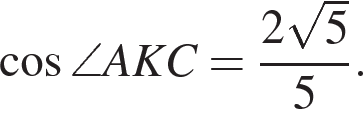 cos ∠AKC = 2√5/5.